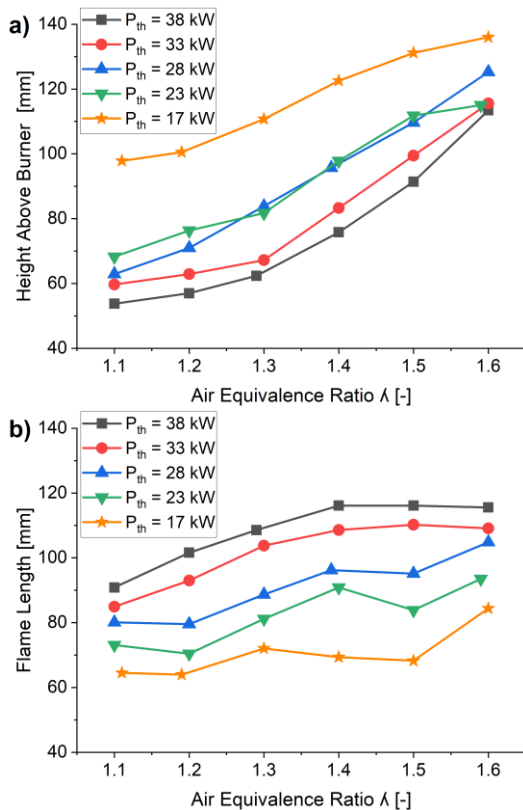 a)
P_th = 38 kW
P_th = 33 kW
P_th = 28 kW
P_th = 23 kW
P_th = 17 kW
Height Above Burner [mm]
140
120
100
80
60
40
1.1 1.2 1.3 1.4 1.5 1.6
Air Equivalence Ratio ʎ [-]
b)
P_th = 38 kW
P_th = 33 kW
P_th = 28 kW
P_th = 23 kW
P_th = 17 kW
Flame Length [mm]
140
120
100
80
60
40
1.1 1.2 1.3 1.4 1.5 1.6
Air Equivalence Ratio ʎ [-]